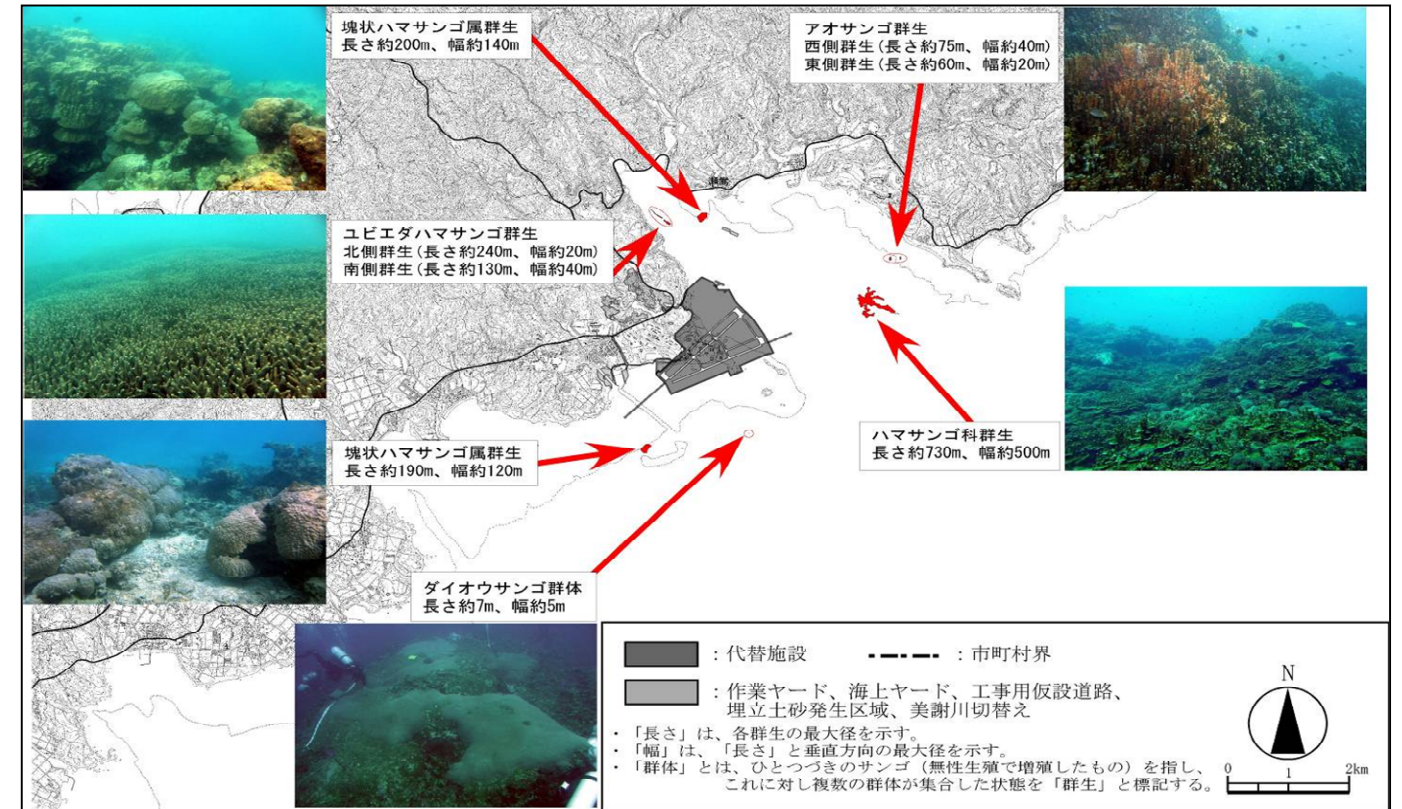 塊状ハマサンゴ属群生
長さ約200m、幅約140m
アオサンゴ群生
西側群生(長さ約75m、幅約40m)
東側群生(長さ約60m、幅約20m)
ユビエダハマサンゴ群生
北側群生(長さ約240m、幅約20m)
南側群生(長さ約130m、幅約40m)
ハマサンゴ科群生
長さ約730m、幅約500m
塊状ハマサンゴ属群生
長さ約190m、幅約120m
ダイオウサンゴ群体
長さ約7m、幅約5m
:代替施設
:市町村界
:作業ヤード、海上ヤード、工事用仮設道路、
埋立土砂発生区域、美謝川切替え
・「長さ」は、各群生の最大径を示す。
・「幅」は、「長さ」と垂直方向の最大径を示す。
・「群体」とは、ひとつづきのサンゴ(無性生殖で増殖したもの)を指し、
これに対し複数の群体が集合した状態を「群生」と標記する。
N
0 1 2km